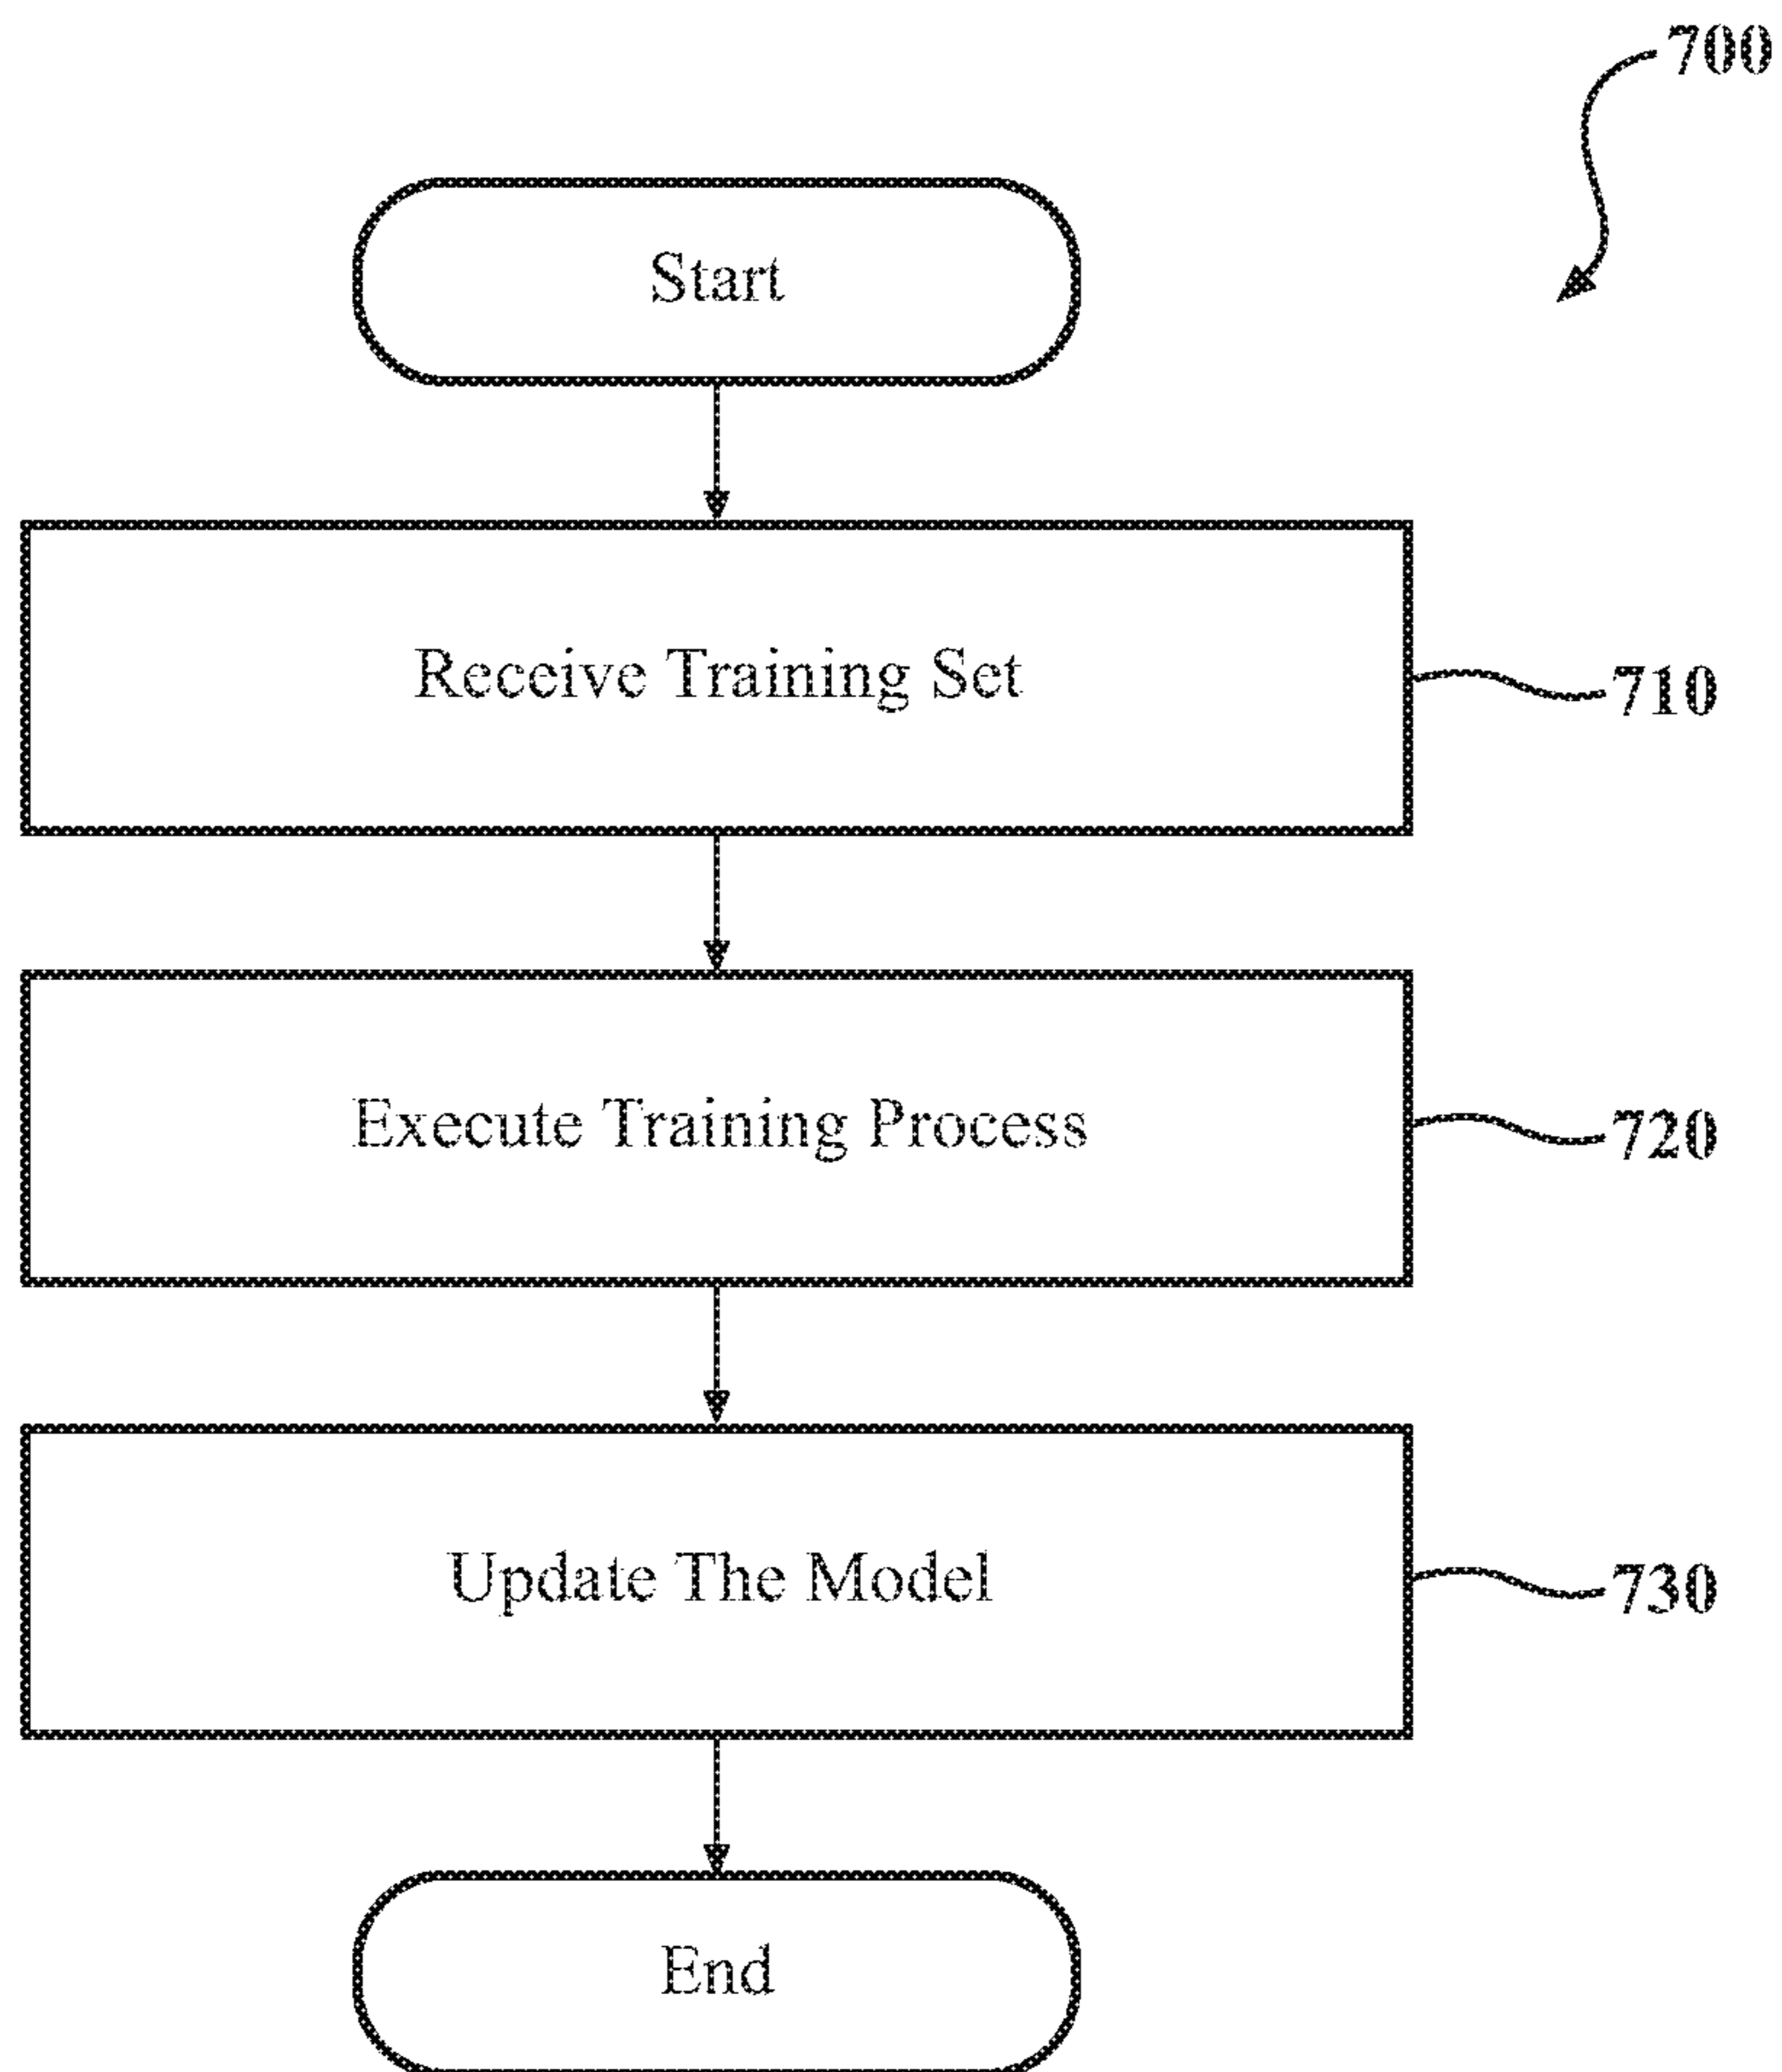 700
Start
Receive Training Set
710
Execute Training Process
720
Update The Model
730
End